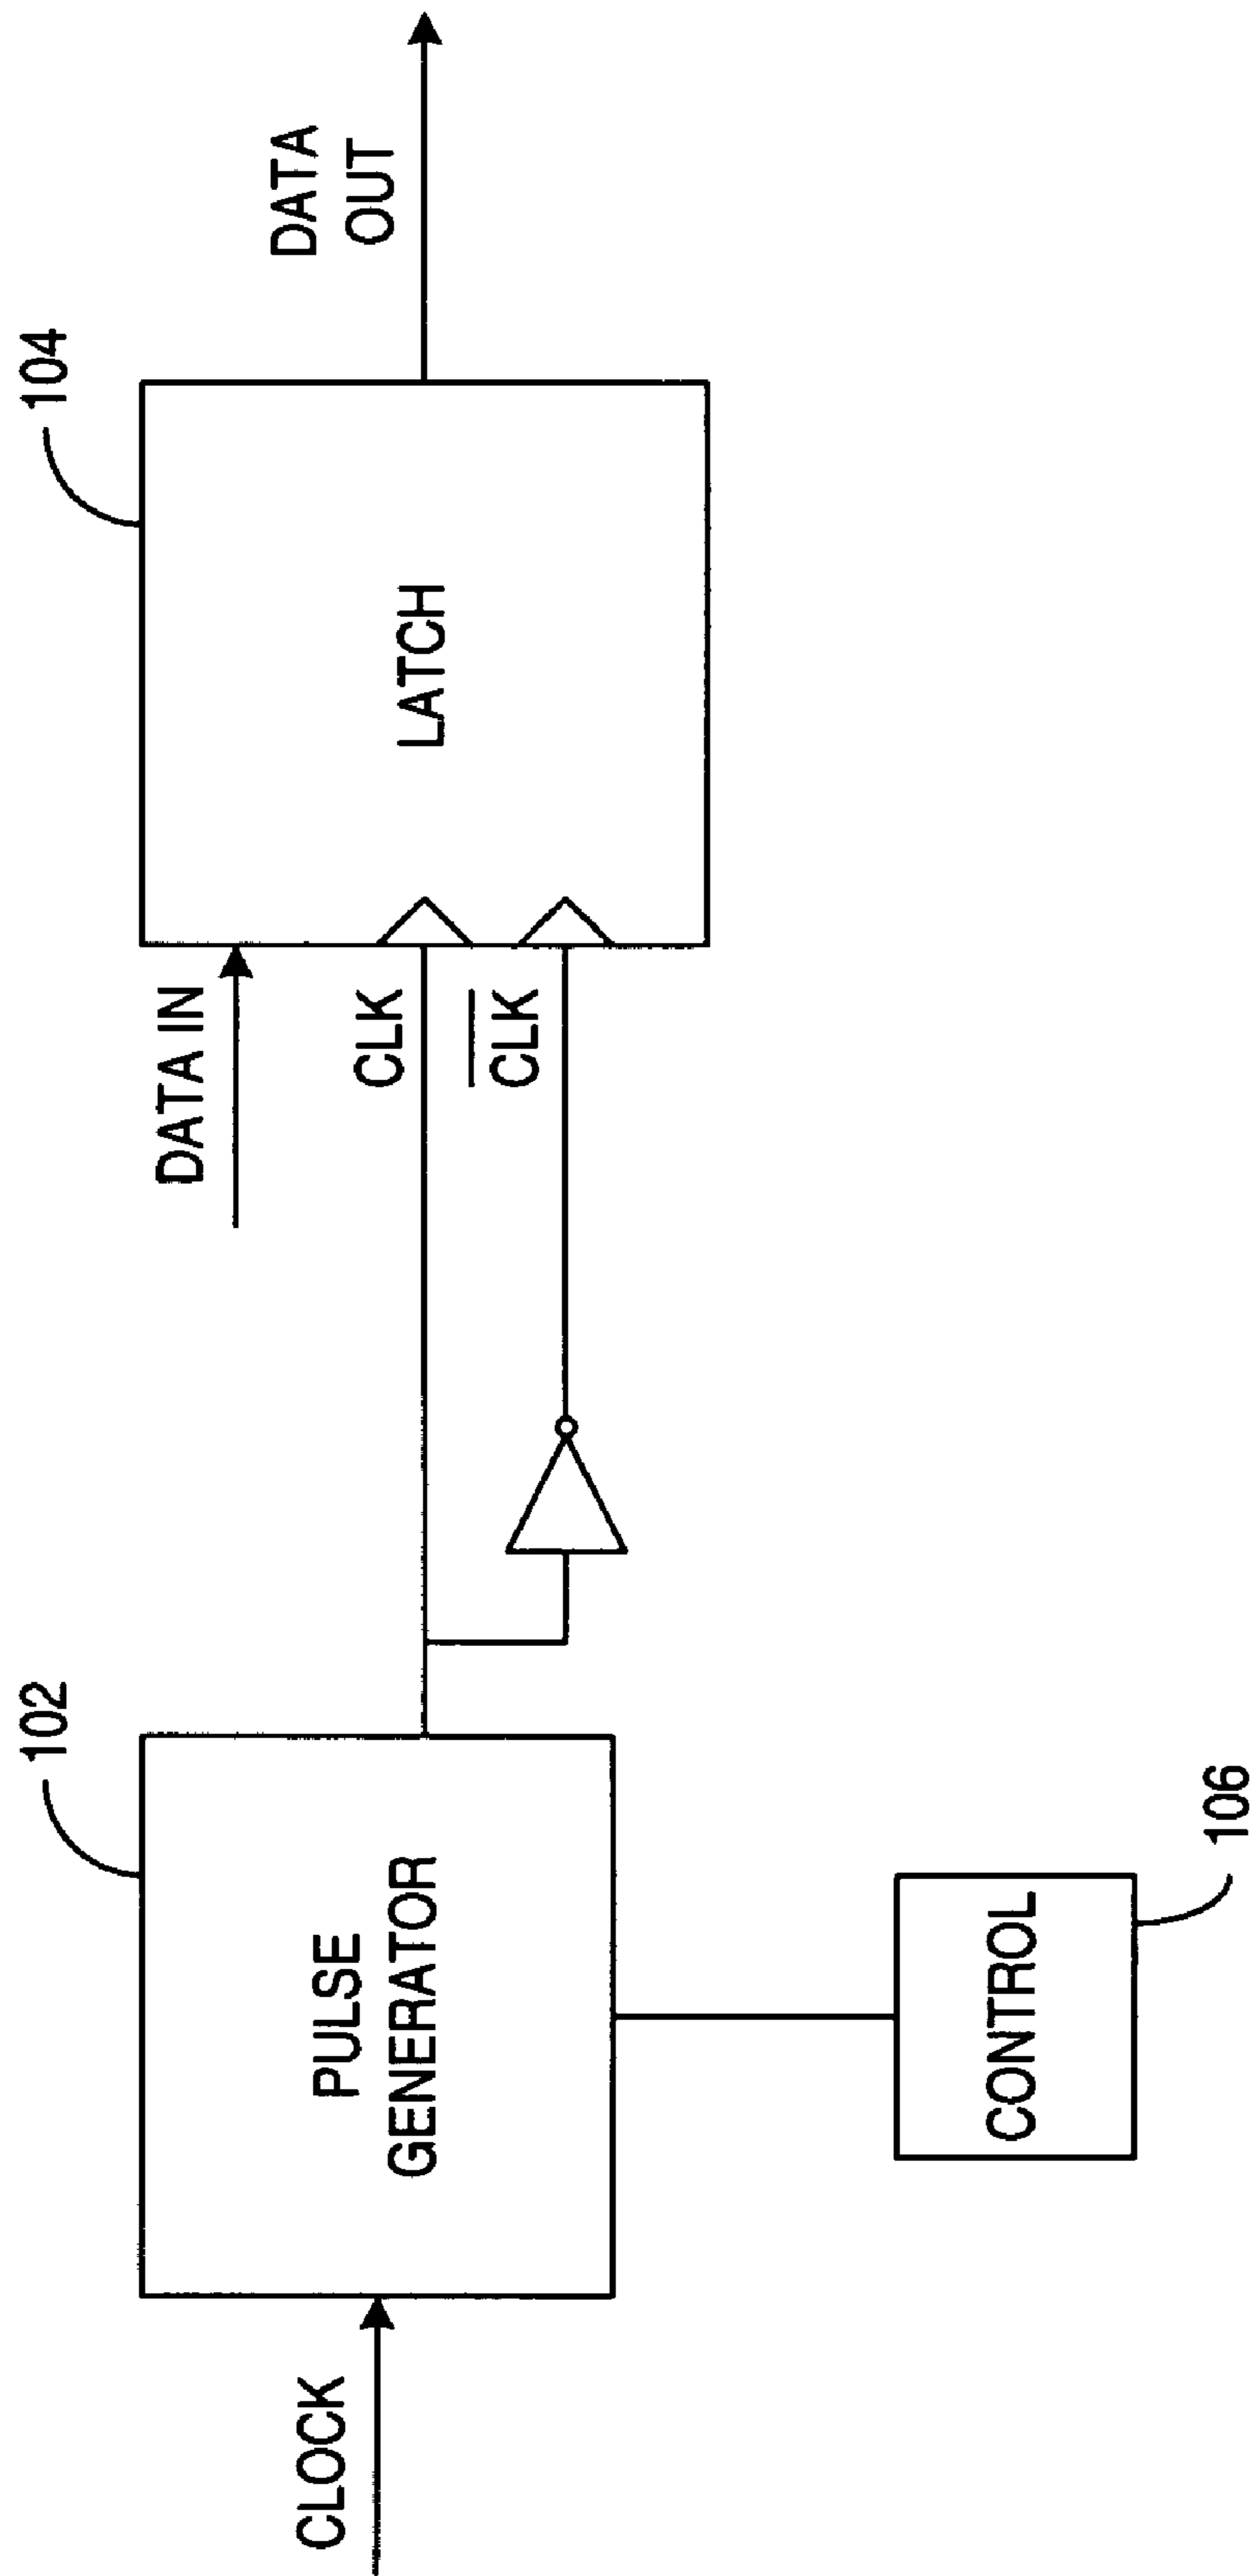 102
104
DATA IN
DATA
OUT
PULSE
GENERATOR
LATCH
CLOCK
CLK
CLK
CONTROL
106